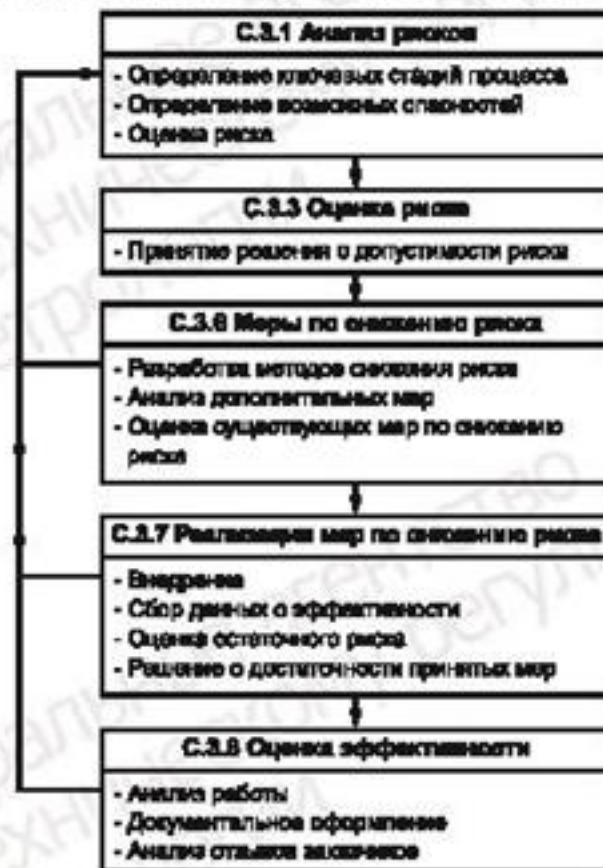 С.3.1 Анализ рисков
- Определение ключевых стадий процесса
- Определение возможных опасностей
- Оценка риска
С.3.3 Оценка риска
- Принятие решения о допустимости риска
С.3.6 Меры по снижению риска
- Разработка методов снижения риска
- Анализ дополнительных мер
- Оценка существующих мер по снижению
риска
С.3.7 Реализация мер по снижению риска
- Внедрение
- Сбор данных о эффективности
- Оценка остаточного риска
- Решение о достаточности принятых мер
С.3.8 Оценка эффективности
- Анализ работы
- Документальное оформление
- Анализ отзывов заказчиков